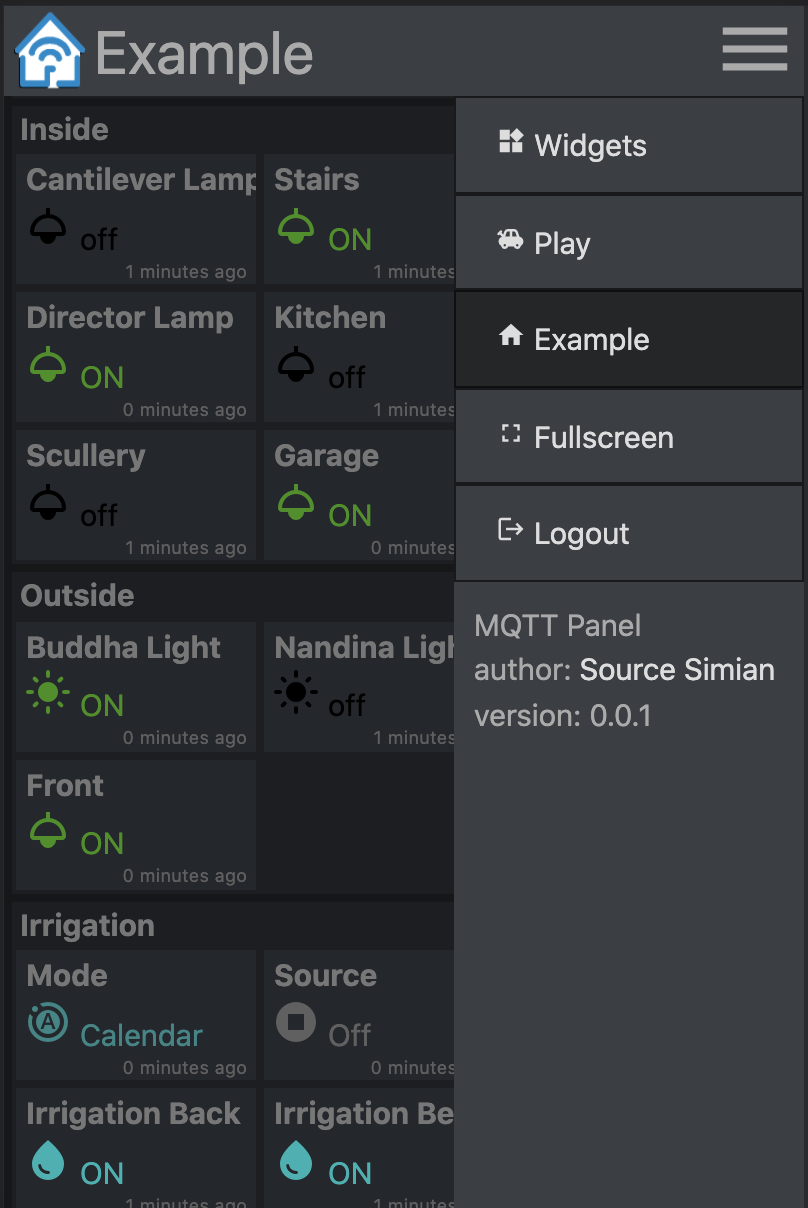 Example
Inside
Cantilever Lamp
off
1 minutes ago
Stairs
ON
1 minutes
Director Lamp
ON
0 minutes ago
Kitchen
off
1 minutes
Scullery
off
1 minutes ago
Garage
ON
0 minutes
Outside
Buddha Light
ON
0 minutes ago
Nandina Ligh
off
1 minutes
Front
ON
0 minutes ago
Irrigation
Mode
A
Calendar
0 minutes ago
Source
Off
0 minutes
Irrigation Back
ON
1 minutes ago
Irrigation Be
ON
1 minutes
Widgets
Play
Example
Fullscreen
Logout
MQTT Panel
author: Source Simian
version: 0.0.1